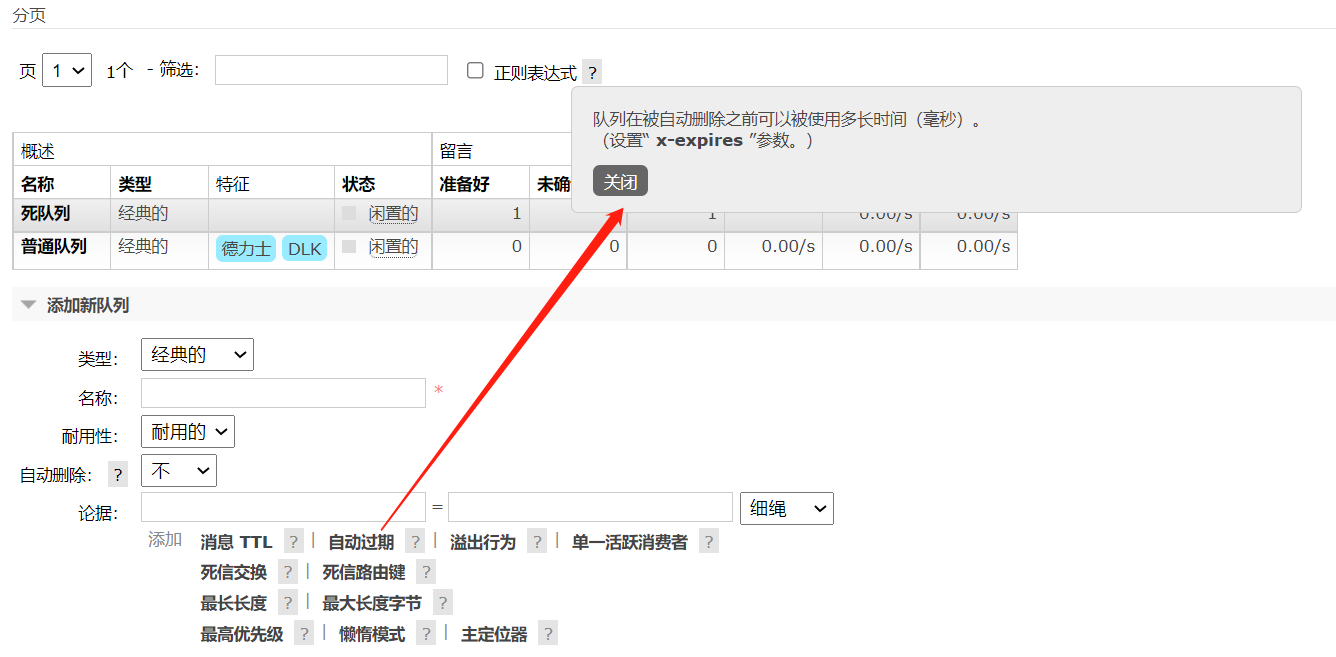 分页
页 1 1个 - 筛选： 正则表达式 ?
队列在被自动删除之前可以被使用多长时间（毫秒）。
（设置“ x-expires ”参数。）
关闭
概述 留言
名称 类型 特征 状态 准备好 未确
死队列 经典的 闲置的 1 1 0.00/s 0.00/s
普通队列 经典的 德力士 DLK 闲置的 0 0 0 0.00/s 0.00/s 0.00/s
添加新队列
类型： 经典的
名称： *
耐用性： 耐用的
自动删除： ? 不
论据： = 细绳
添加 消息 TTL ? | 自动过期 ? | 溢出行为 ? | 单一活跃消费者 ?
死信交换 ? | 死信路由键 ?
最长长度 ? | 最大长度字节 ?
最高优先级 ? | 懒惰模式 ? | 主定位器 ?